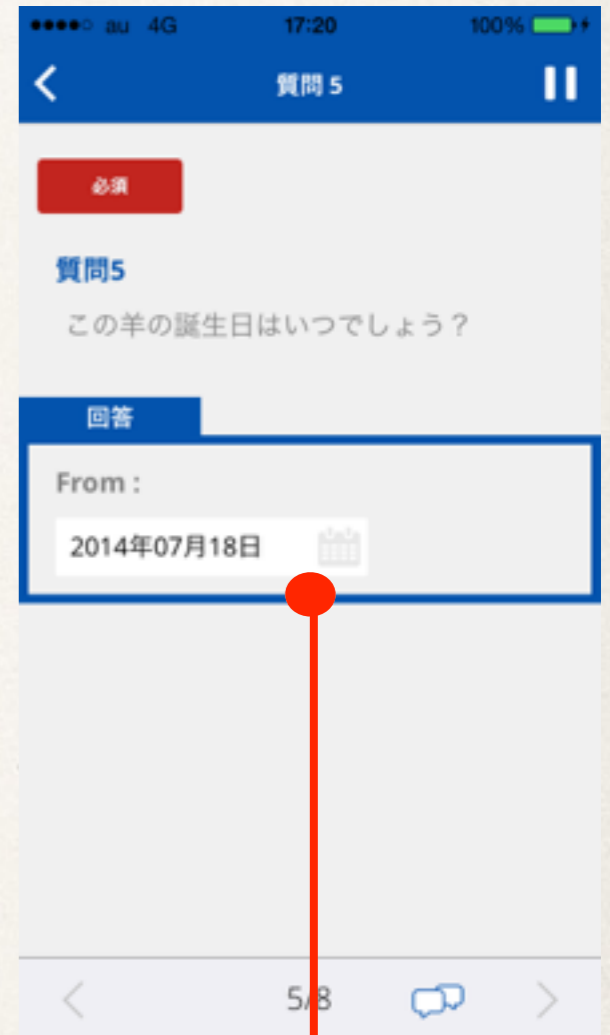 au 4G 17:20 100%
質問 5
必須
質問5
この羊の誕生日はいつでしょう？
回答
From :
2014年07月18日
5/8